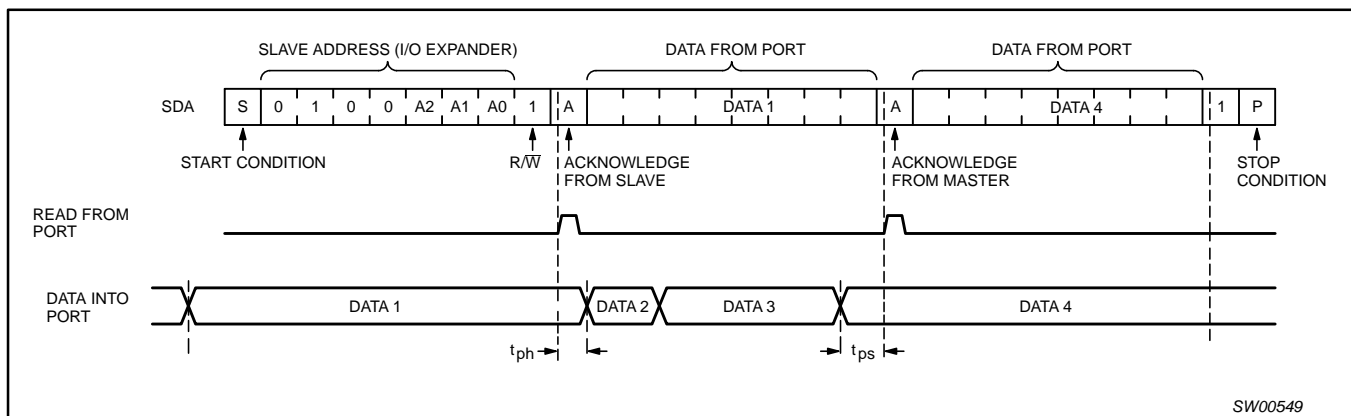 SLAVE ADDRESS (I/O EXPANDER) DATA FROM PORT DATA FROM PORT
SDA S 0 1 0 0 A2 A1 A0 1 A DATA 1 A DATA 4 1 P
START CONDITION R/W̅ ACKNOWLEDGE FROM SLAVE ACKNOWLEDGE FROM MASTER STOP CONDITION
READ FROM PORT
DATA INTO PORT DATA 1 DATA 2 DATA 3 DATA 4
tph tps
SW00549